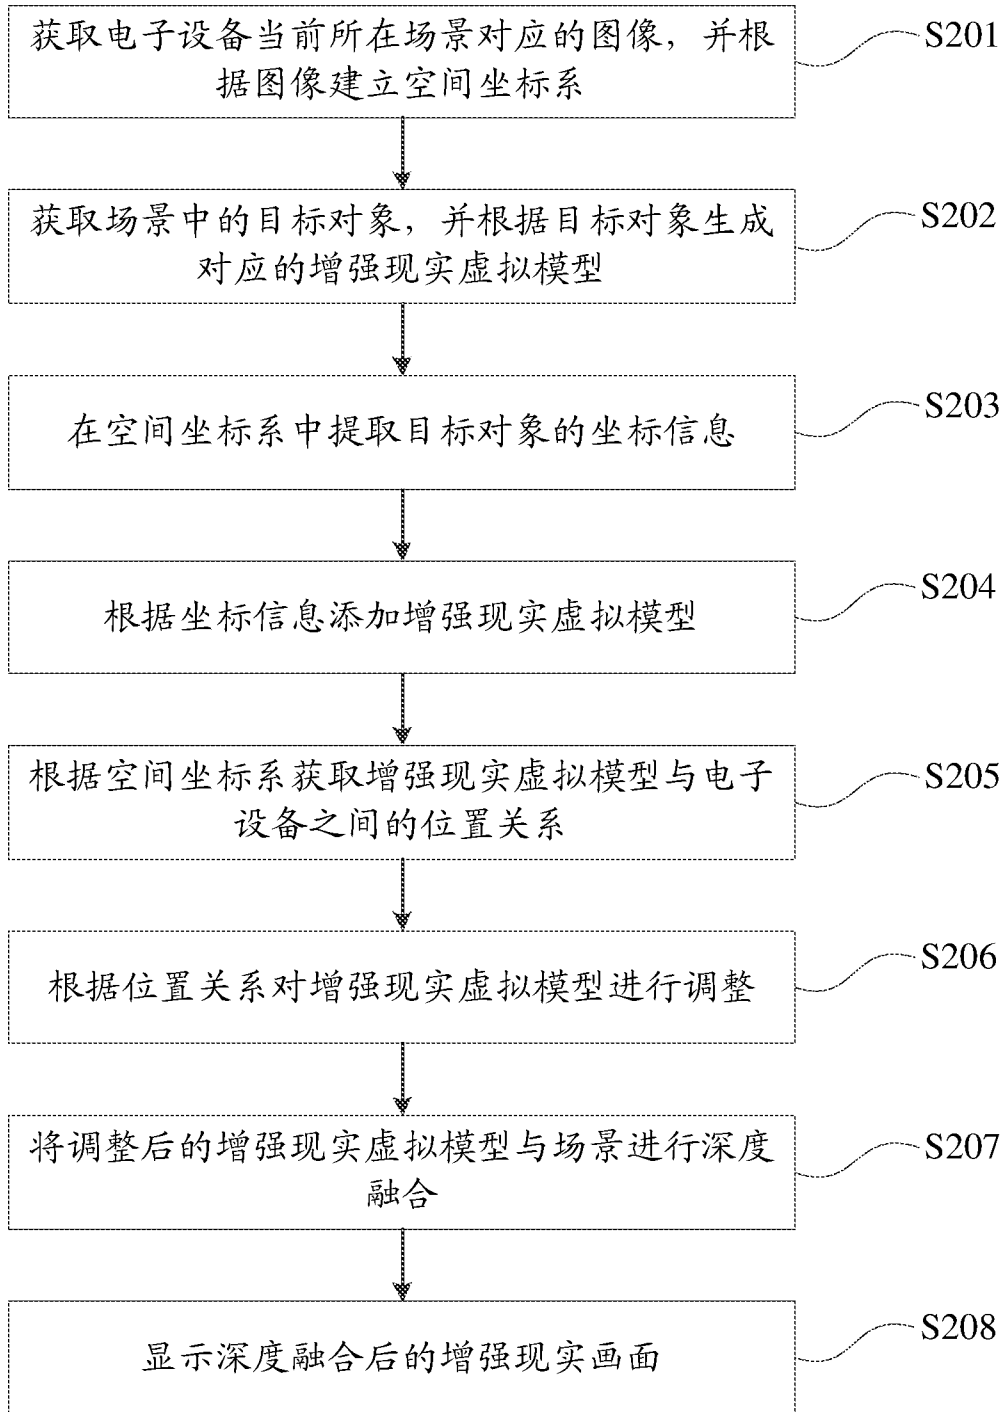 获取电子设备当前所在场景对应的图像，并根
据图像建立空间坐标系
S201
获取场景中的目标对象，并根据目标对象生成
对应的增强现实虚拟模型
S202
在空间坐标系中提取目标对象的坐标信息
S203
根据坐标信息添加增强现实虚拟模型
S204
根据空间坐标系获取增强现实虚拟模型与电子
设备之间的位置关系
S205
根据位置关系对增强现实虚拟模型进行调整
S206
将调整后的增强现实虚拟模型与场景进行深度
融合
S207
显示深度融合后的增强现实画面
S208